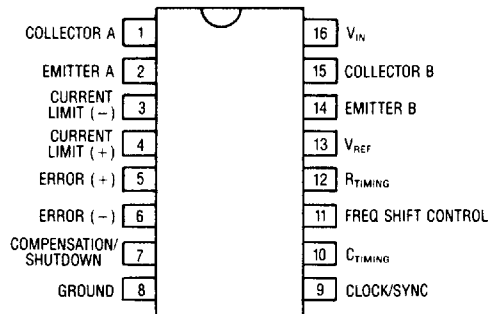 COLLECTOR A 1
EMITTER A 2
CURRENT
LIMIT (−) 3
CURRENT
LIMIT (+) 4
ERROR (+) 5
ERROR (−) 6
COMPENSATION/
SHUTDOWN 7
GROUND 8
16 VIN
15 COLLECTOR B
14 EMITTER B
13 VREF
12 RTIMING
11 FREQ SHIFT CONTROL
10 CTIMING
9 CLOCK/SYNC